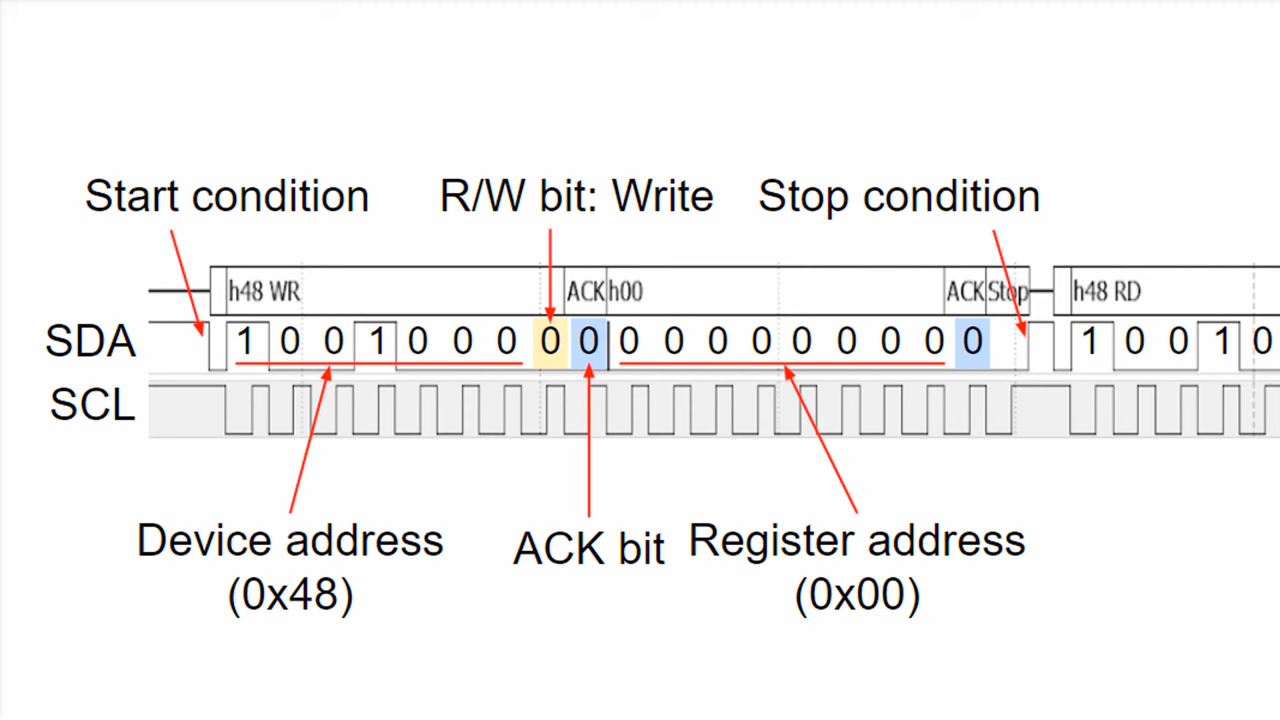 Start condition
R/W bit: Write
Stop condition
h48 WR
ACK
h00
ACK
Stop
h48 RD
SDA
1 0 0 1 0 0 0 0 0 0 0 0 0 0 0 0 0 0
1 0 0 1 0
SCL
Device address
(0x48)
ACK bit
Register address
(0x00)